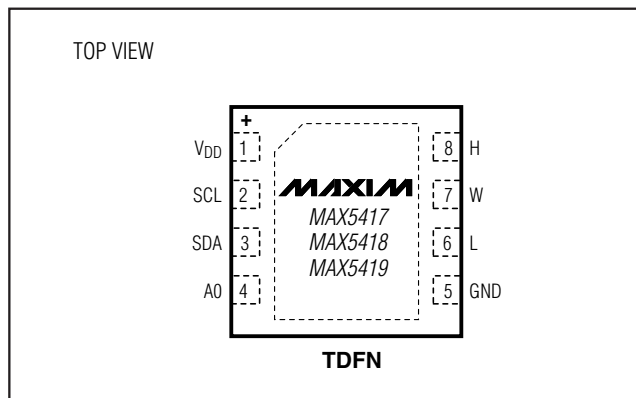 TOP VIEW
+
VDD 1 8 H
SCL 2 MAXIM 7 W
MAX5417
SDA 3 MAX5418 6 L
MAX5419
A0 4 5 GND
TDFN